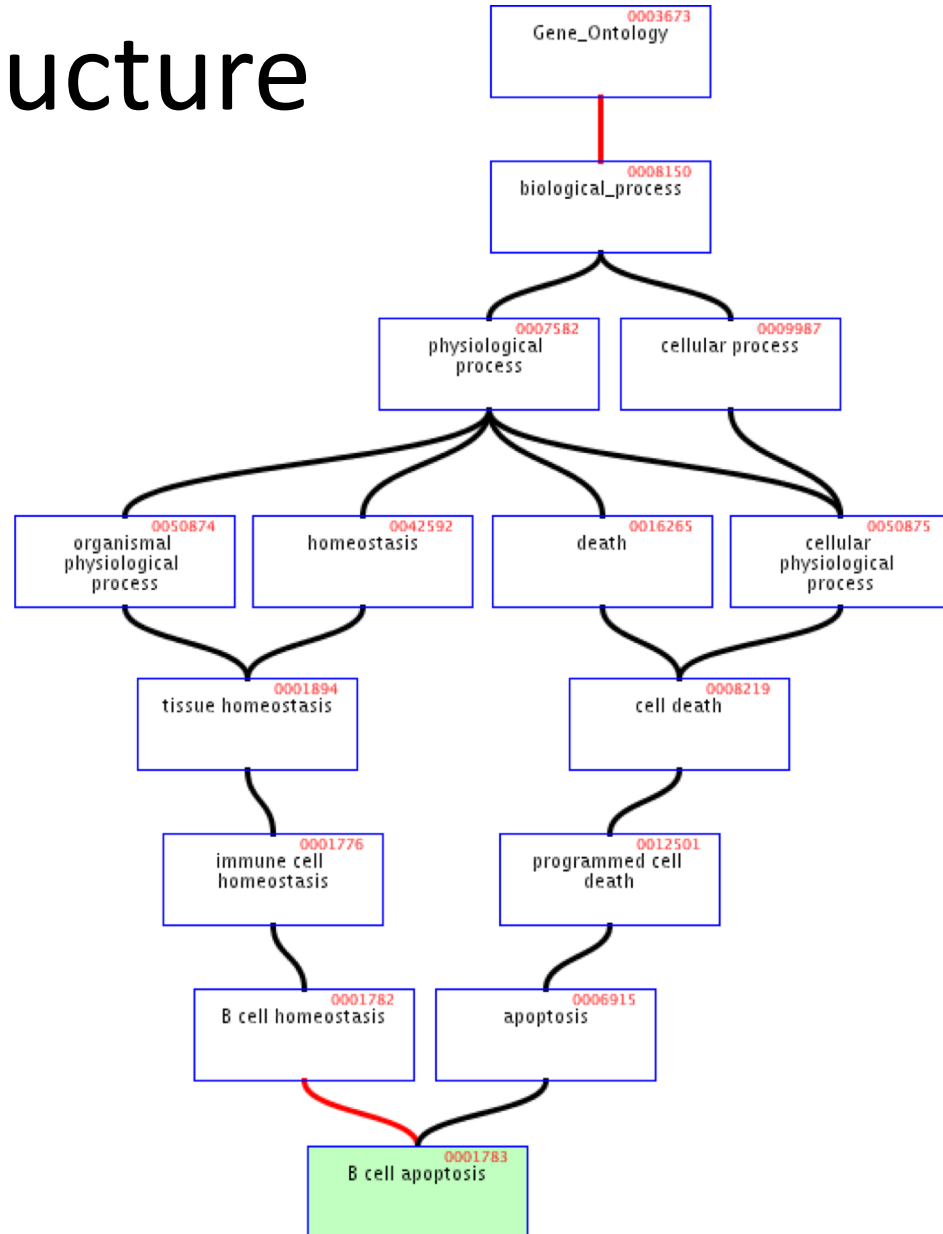 ucture
0003673
Gene_Ontology
0008150
biological_process
0007582
physiological
process
0009987
cellular process
0050874
organismal
physiological
process
0042592
homeostasis
0016265
death
0050875
cellular
physiological
process
0001894
tissue homeostasis
0008219
cell death
0001776
immune cell
homeostasis
0012501
programmed cell
death
0001782
B cell homeostasis
0006915
apoptosis
0001783
B cell apoptosis